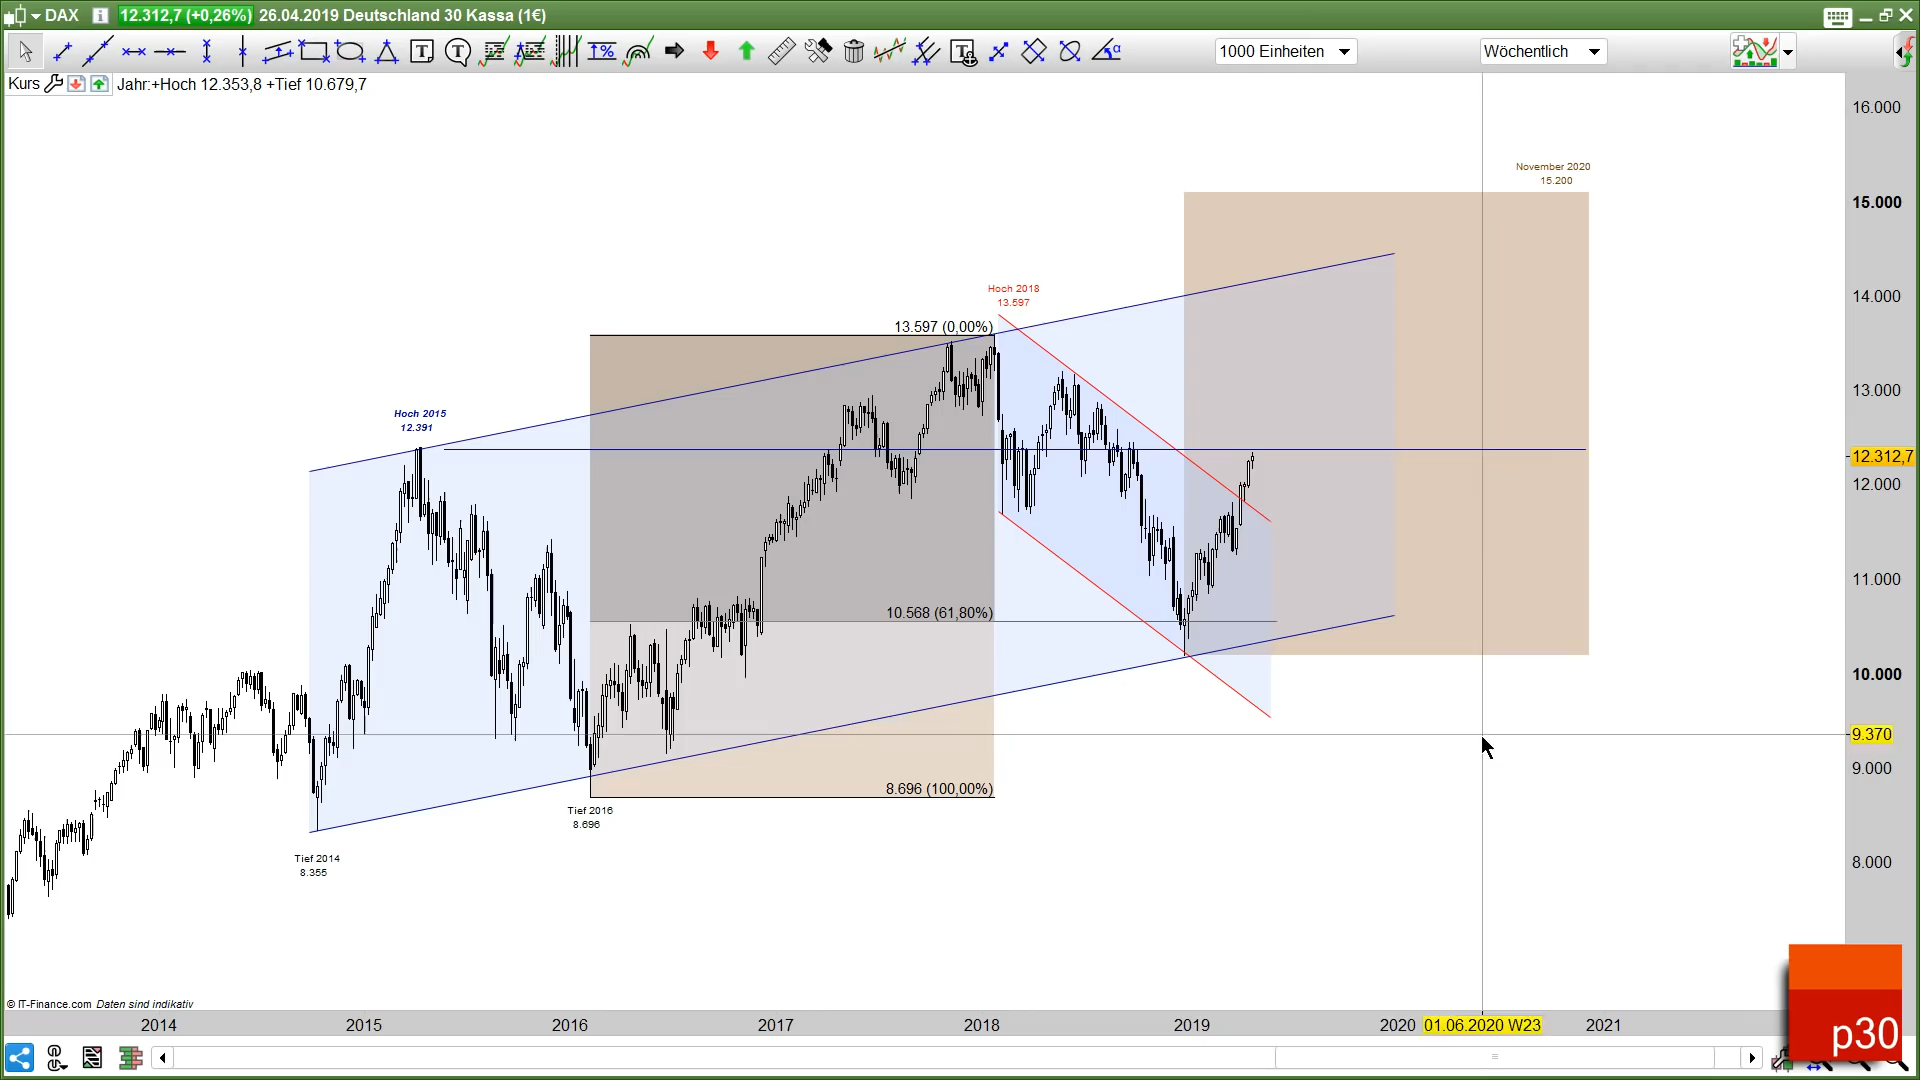 DAX 12.312,7 (+0,26%) 26.04.2019 Deutschland 30 Kassa (1€)
1000 Einheiten
Wöchentlich
Kurs Jahr:+Hoch 12.353,8 +Tief 10.679,7
16.000
November 2020
15.200
15.000
14.000
Hoch 2018
13.597
13.597 (0,00%)
13.000
Hoch 2015
12.391
12.312,7
12.000
11.000
10.568 (61,80%)
10.000
9.370
9.000
8.696 (100,00%)
Tief 2016
8.696
Tief 2014
8.355
8.000
© IT-Finance.com Daten sind indikativ
2014 2015 2016 2017 2018 2019 2020 01.06.2020 W23 2021
p30